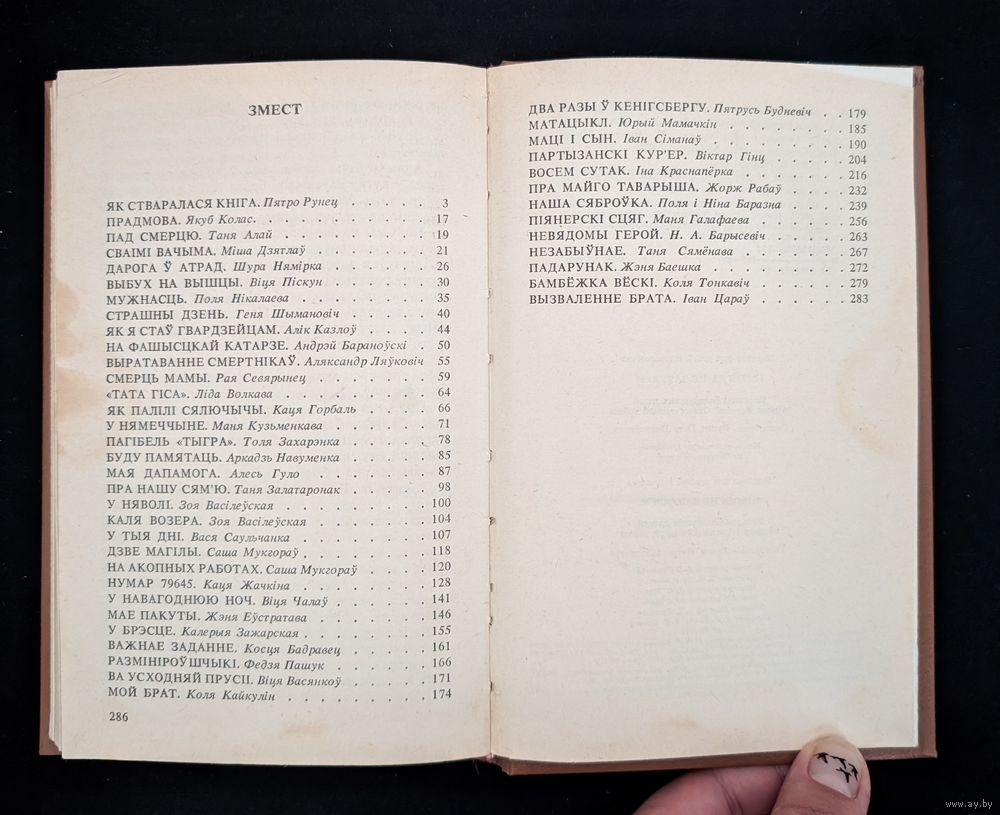 ЗМЕСТ
ЯК СТВАРАЛАСЯ КНІГА. Пятро Рунец . . . . . 3
ПРАДМОВА. Якуб Колас. . . . . . . . . 17
ПАД СМЕРЦЮ. Таня Алай . . . . . . . . 19
СВАІМІ ВАЧЫМА. Міша Дзятлаў . . . . . . 21
ДАРОГА Ў АТРАД. Шура Нямірка . . . . . . 26
ВЫБУХ НА ВЫШЦЫ. Віця Піскун . . . . . . 30
МУЖНАСЦЬ. Поля Нікалаева . . . . . . . 35
СТРАШНЫ ДЗЕНЬ. Геня Шымановіч . . . . . 40
ЯК Я СТАЎ ГВАРДЗЕЙЦАМ. Алік Казлоў . . . . 44
НА ФАШЫСЦКАЙ КАТАРЗЕ. Андрэй Бараноўскі . 50
ВЫРАТАВАННЕ СМЕРТНІКАЎ. Аляксандр Ляўковіч 55
СМЕРЦЬ МАМЫ. Рая Севярынец . . . . . . . 59
«ТАТА ГІСА». Ліда Волкава . . . . . . . . 64
ЯК ПАЛІЛІ СЯЛЮЧЫЧЫ. Каця Горбаль . . . . 66
У НЯМЕЧЧЫНЕ. Маня Кузьменкава . . . . . 71
ПАГІБЕЛЬ «ТЫГРА». Толя Захарэнка . . . . . 78
БУДУ ПАМЯТАЦЬ. Аркадзь Навуменка . . . . . 85
МАЯ ДАПАМОГА. Алесь Гуло . . . . . . . 87
ПРА НАШУ СЯМ'Ю. Таня Залатаронак . . . . . 98
У НЯВОЛІ. Зоя Васілеўская . . . . . . . . 100
КАЛЯ ВОЗЕРА. Зоя Васілеўская . . . . . . . 104
У ТЫЯ ДНІ. Вася Саульчанка . . . . . . . 107
ДЗВЕ МАГІЛЫ. Саша Мукгораў . . . . . . . 118
НА АКОПНЫХ РАБОТАХ. Саша Мукгораў . . . . 120
НУМАР 79645. Каця Жачкіна . . . . . . . 128
У НАВАГОДНЮЮ НОЧ. Віця Чалаў . . . . . . 141
МАЕ ПАКУТЫ. Жэня Еўстратава . . . . . . 146
У БРЭСЦЕ. Калерыя Зажарская . . . . . . . 155
ВАЖНАЕ ЗАДАННЕ. Косця Бадравец . . . . . 161
РАЗМІНІРОЎШЧЫКІ. Федзя Пашук . . . . . . 166
ВА УСХОДНЯЙ ПРУСІІ. Віця Васянкоў . . . . . 171
МОЙ БРАТ. Коля Кайкулін . . . . . . . . 174
286
ДВА РАЗЫ Ў КЕНІГСБЕРГУ. Пятрусь Будневіч . . 179
МАТАЦЫКЛ. Юрый Мамачкін . . . . . . . 185
МАЦІ І СЫН. Іван Сіманаў . . . . . . . . 190
ПАРТЫЗАНСКІ КУР'ЕР. Віктар Гінц . . . . . 204
ВОСЕМ СУТАК. Іна Краснапёрка . . . . . . 216
ПРА МАЙГО ТАВАРЫША. Жорж Рабаў . . . . 232
НАША СЯБРОЎКА. Поля і Ніна Баразна . . . . 239
ПІЯНЕРСКІ СЦЯГ. Маня Галафаева . . . . . 256
НЕВЯДОМЫ ГЕРОЙ. Н. А. Барысевіч . . . . . 263
НЕЗАБЫЎНАЕ. Таня Сямёнава . . . . . . . 267
ПАДАРУНАК. Жэня Баешка . . . . . . . . 272
БАМБЁЖКА ВЁСКІ. Коля Тонкавіч . . . . . . 279
ВЫЗВАЛЕННЕ БРАТА. Іван Цараў . . . . . . 283
www.ay.by